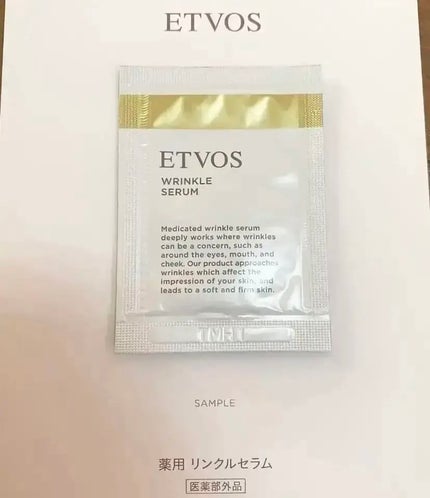 ETVOS
ETVOS
WRINKLE
SERUM
Medicated wrinkle serum
deeply works where wrinkles
can be a concern, such as
around the eyes, mouth, and
cheek. Our product approaches
wrinkles which affect the
impression of your skin, and
leads to a soft and firm skin.
SAMPLE
薬用 リンクルセラム
医薬部外品